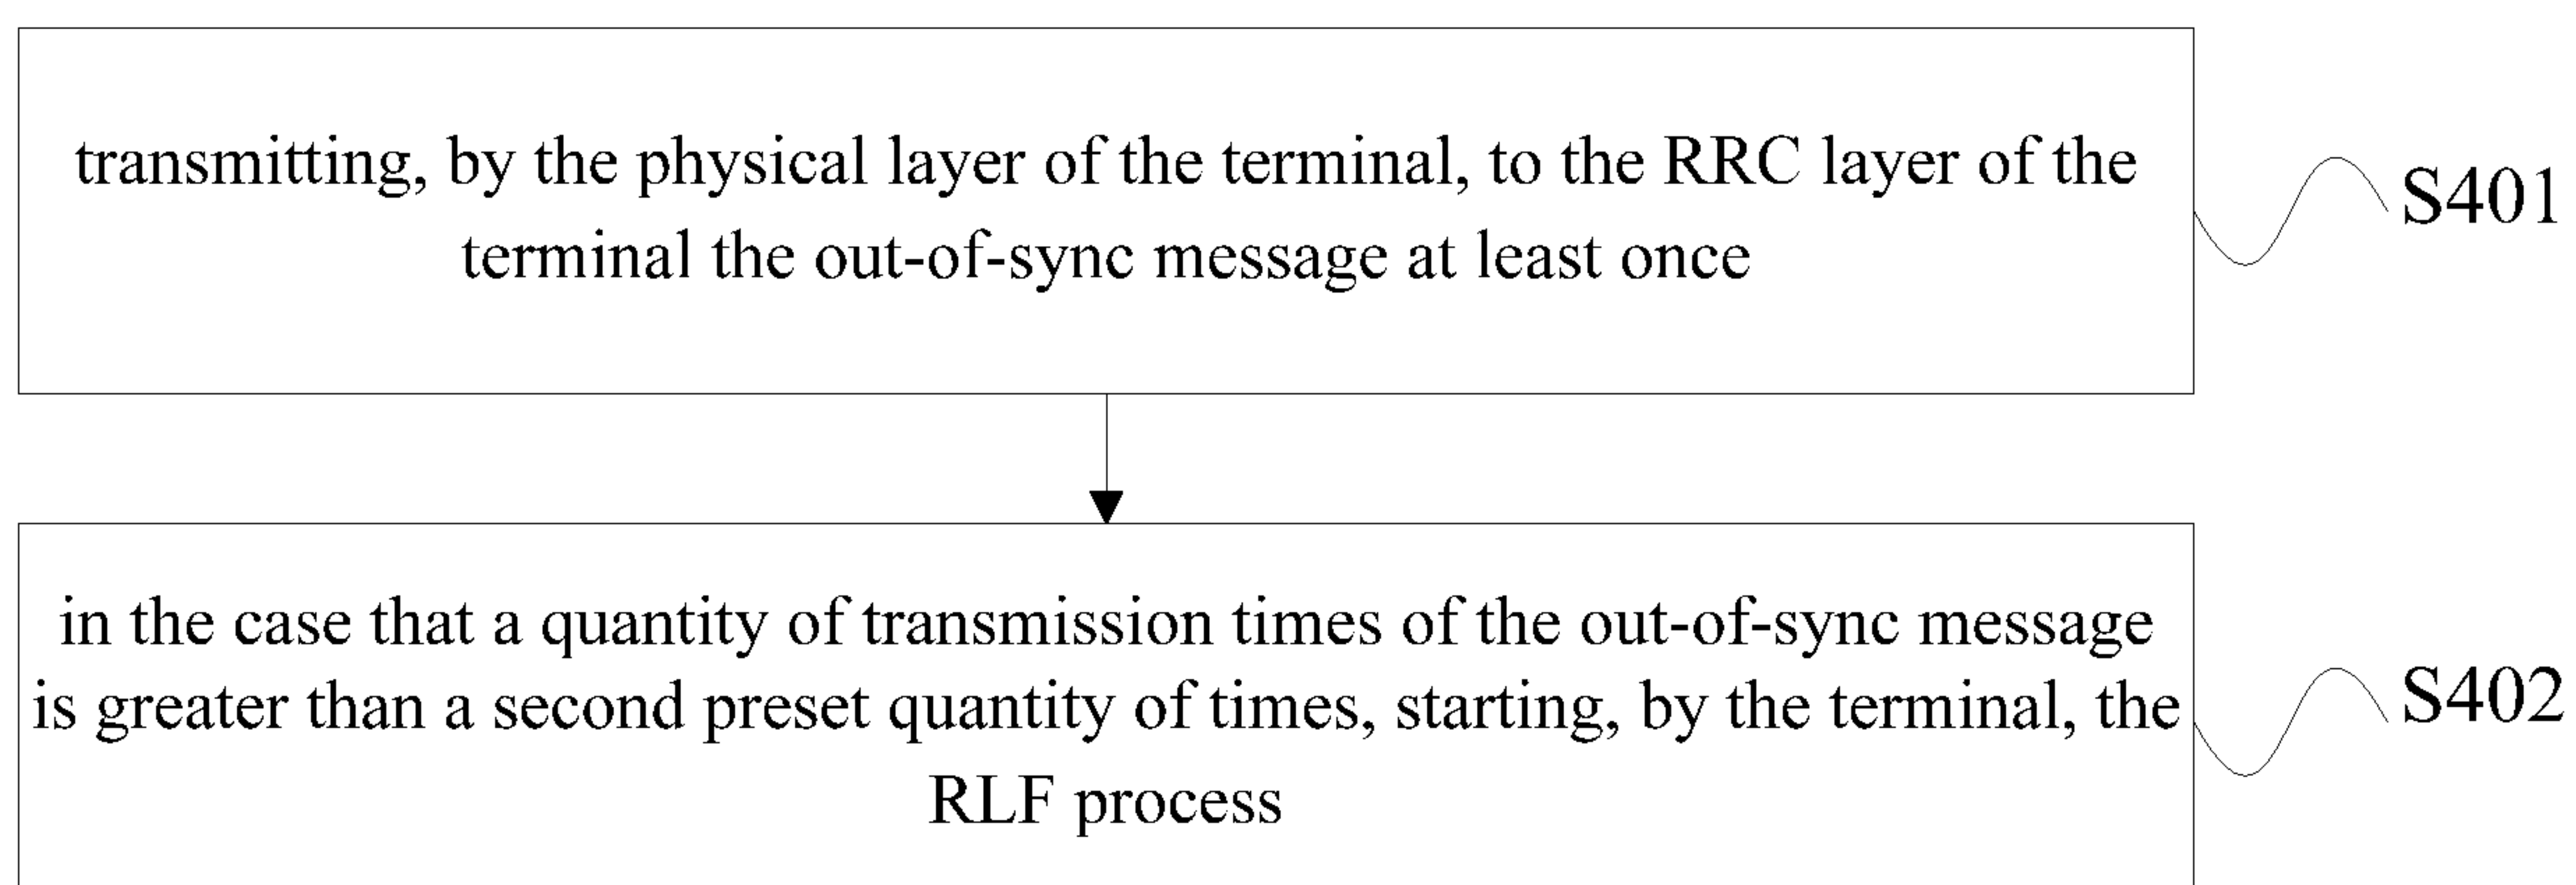 transmitting, by the physical layer of the terminal, to the RRC layer of the
terminal the out-of-sync message at least once
S401
in the case that a quantity of transmission times of the out-of-sync message
is greater than a second preset quantity of times, starting, by the terminal, the
RLF process
S402